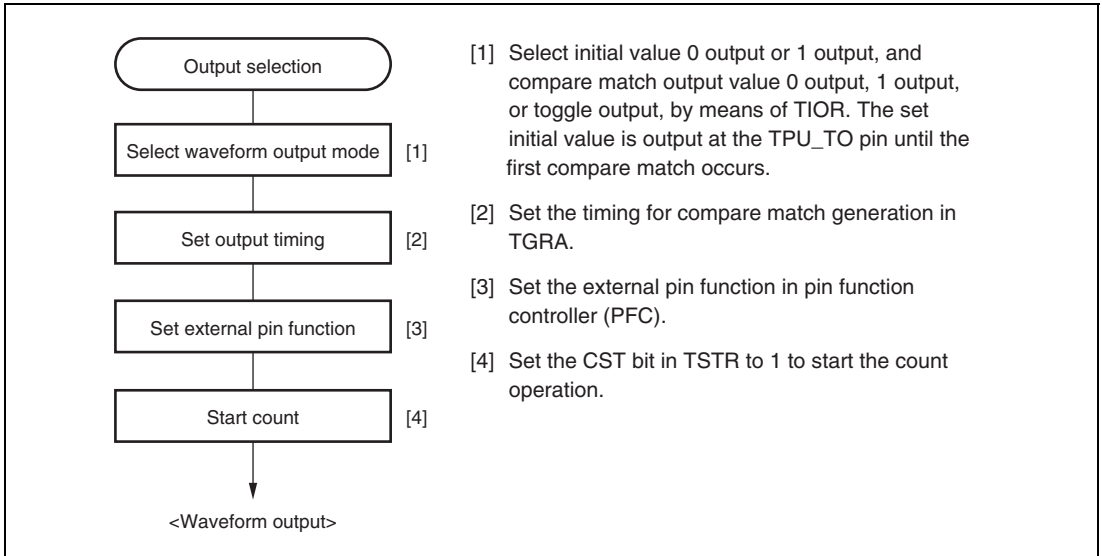 Output selection
Select waveform output mode [1]
Set output timing [2]
Set external pin function [3]
Start count [4]
<Waveform output>
[1] Select initial value 0 output or 1 output, and
compare match output value 0 output, 1 output,
or toggle output, by means of TIOR. The set
initial value is output at the TPU_TO pin until the
first compare match occurs.
[2] Set the timing for compare match generation in
TGRA.
[3] Set the external pin function in pin function
controller (PFC).
[4] Set the CST bit in TSTR to 1 to start the count
operation.